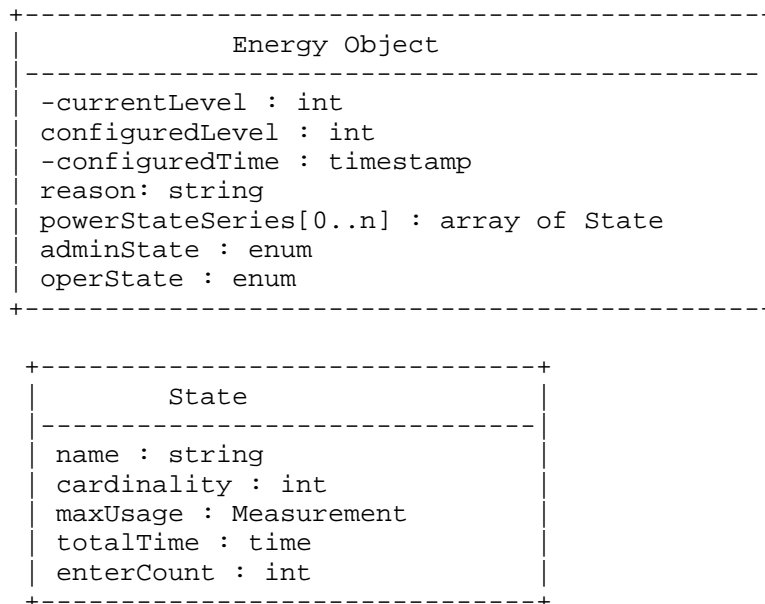 +----------------------------------------------
| Energy Object
|----------------------------------------------
| -currentLevel : int
| configuredLevel : int
| -configuredTime : timestamp
| reason: string
| powerStateSeries[0..n] : array of State
| adminState : enum
| operState : enum
+----------------------------------------------
+-------------------------------+
| State |
|-------------------------------|
| name : string |
| cardinality : int |
| maxUsage : Measurement |
| totalTime : time |
| enterCount : int |
+-------------------------------+